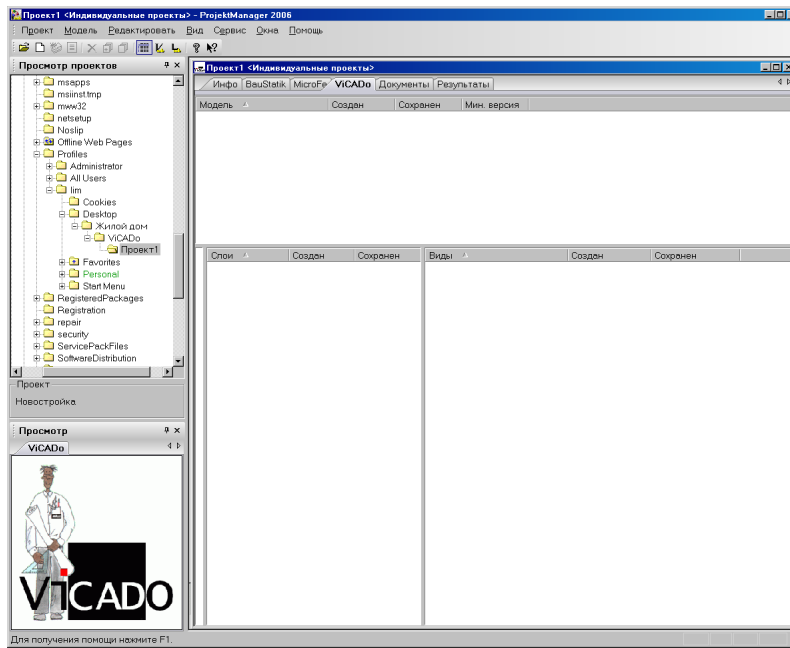 Проект1 <Индивидуальные проекты> - ProjektManager 2006
Проект Модель Редактировать Вид Сервис Окна Помощь
Просмотр проектов
msapps
msiinst.tmp
mww32
netsetup
Noslip
Offline Web Pages
Profiles
Administrator
All Users
lim
Cookies
Desktop
Жилой дом
ViCADo
Проект1
Favorites
Personal
Start Menu
RegisteredPackages
Registration
repair
security
ServicePackFiles
SoftwareDistribution
Проект
Новостройка
Просмотр
ViCADo
ViCADO
Проект1 <Индивидуальные проекты>
Инфо BauStatik MicroFe ViCADo Документы Результаты
Модель Создан Сохранен Мин. версия
Слои Создан Сохранен Виды Создан Сохранен
Для получения помощи нажмите F1.